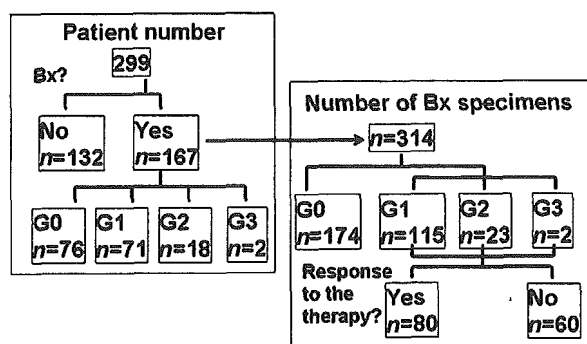 Patient number
299
Bx?
No
n=132
Yes
n=167
G0
n=76
G1
n=71
G2
n=18
G3
n=2
Number of Bx specimens
n=314
G0
n=174
G1
n=115
G2
n=23
G3
n=2
Response
to the
therapy?
Yes
n=80
No
n=60